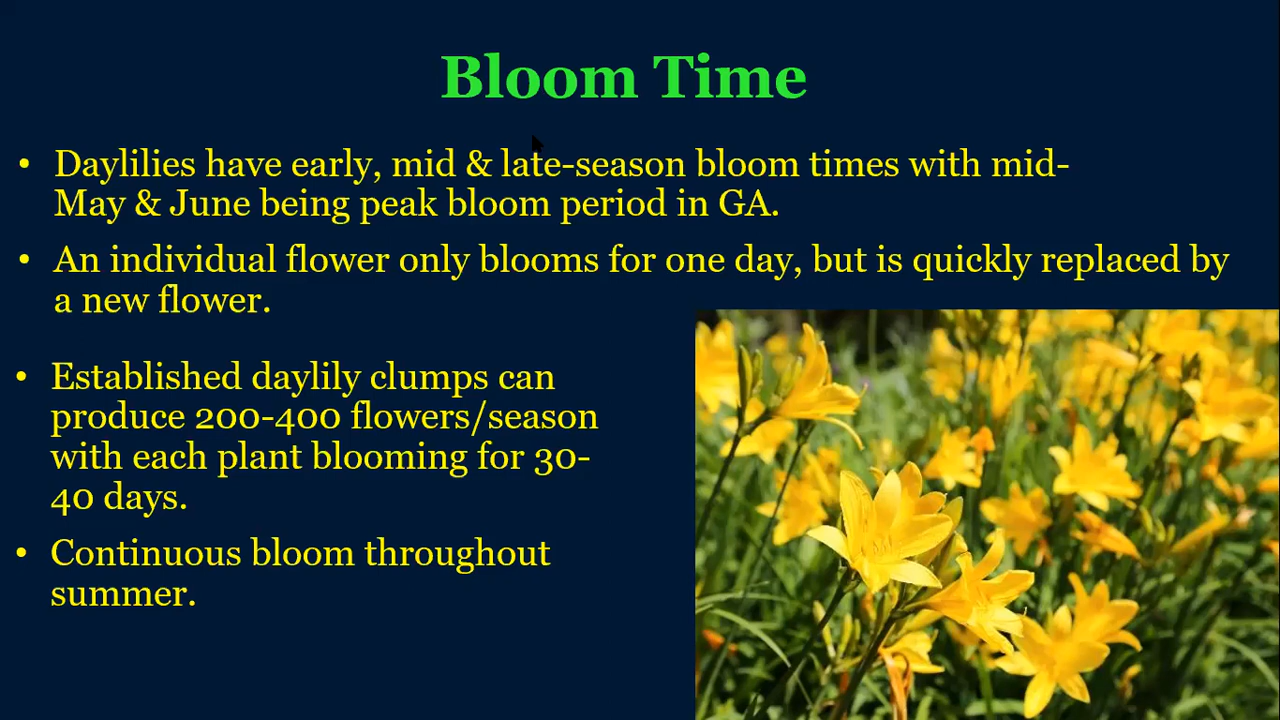 Bloom Time
• Daylilies have early, mid & late-season bloom times with mid-
May & June being peak bloom period in GA.
• An individual flower only blooms for one day, but is quickly replaced by
a new flower.
• Established daylily clumps can
produce 200-400 flowers/season
with each plant blooming for 30-
40 days.
• Continuous bloom throughout
summer.